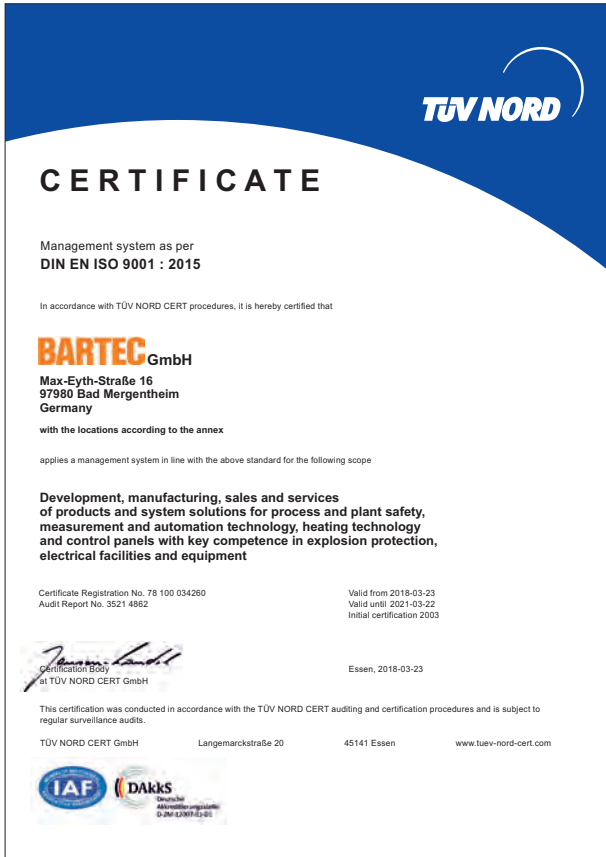 TÜV NORD
CERTIFICATE
Management system as per
DIN EN ISO 9001 : 2015
In accordance with TÜV NORD CERT procedures, it is hereby certified that
BARTEC GmbH
Max-Eyth-Straße 16
97980 Bad Mergentheim
Germany
with the locations according to the annex
applies a management system in line with the above standard for the following scope
Development, manufacturing, sales and services
of products and system solutions for process and plant safety,
measurement and automation technology, heating technology
and control panels with key competence in explosion protection,
electrical facilities and equipment
Certificate Registration No. 78 100 034260
Audit Report No. 3521 4862
Valid from 2018-03-23
Valid until 2021-03-22
Initial certification 2003
Certification Body
at TÜV NORD CERT GmbH
Essen, 2018-03-23
This certification was conducted in accordance with the TÜV NORD CERT auditing and certification procedures and is subject to
regular surveillance audits.
TÜV NORD CERT GmbH Langemarckstraße 20 45141 Essen www.tuev-nord-cert.com
IAF
DAkkS
Deutsche
Akkreditierungsstelle
D-ZM-12007-01-01